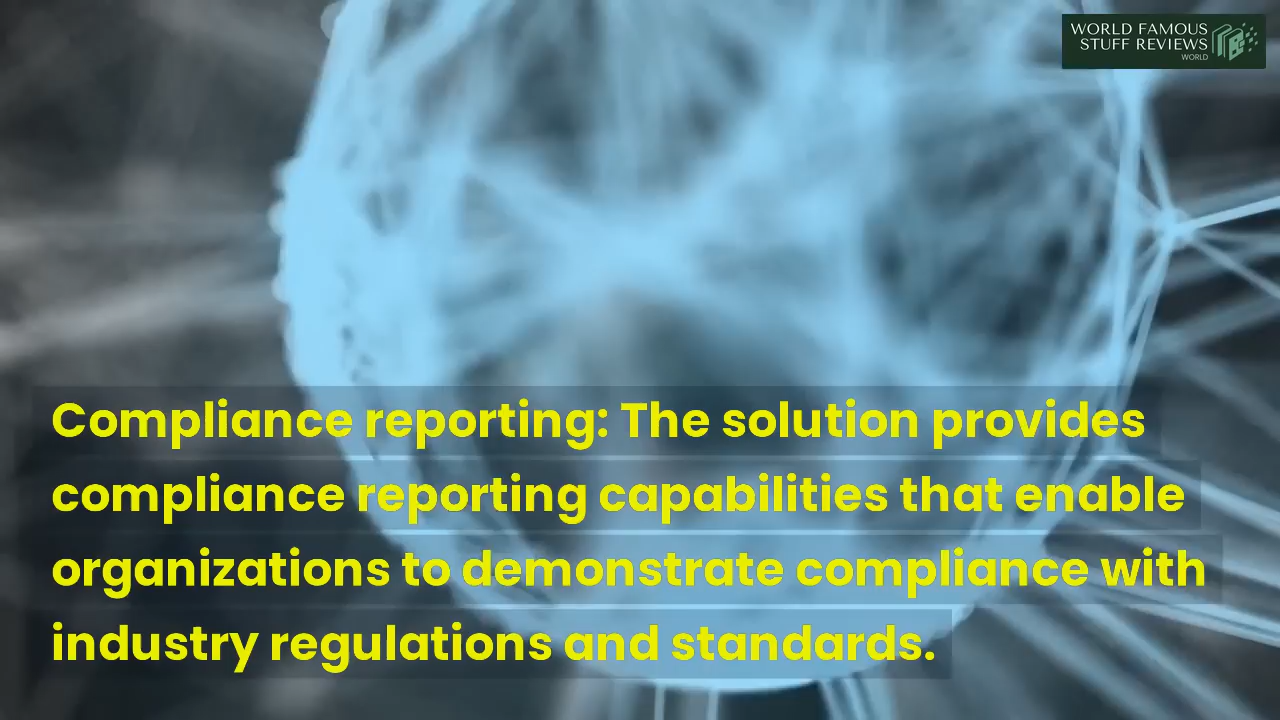 WORLD FAMOUS
STUFF REVIEWS
WORLD
Compliance reporting: The solution provides
compliance reporting capabilities that enable
organizations to demonstrate compliance with
industry regulations and standards.